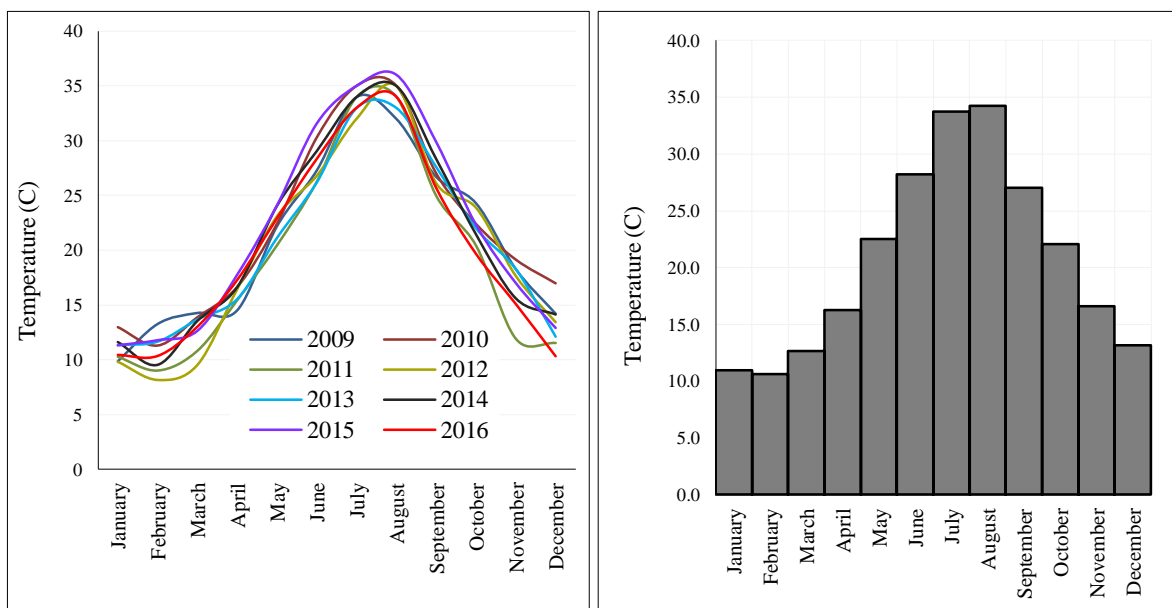 Temperature (C)
40
35
30
25
20
15
10
5
0
2009 2010
2011 2012
2013 2014
2015 2016
January
February
March
April
May
June
July
August
September
October
November
December
Temperature (C)
40.0
35.0
30.0
25.0
20.0
15.0
10.0
5.0
0.0
January
February
March
April
May
June
July
August
September
October
November
December